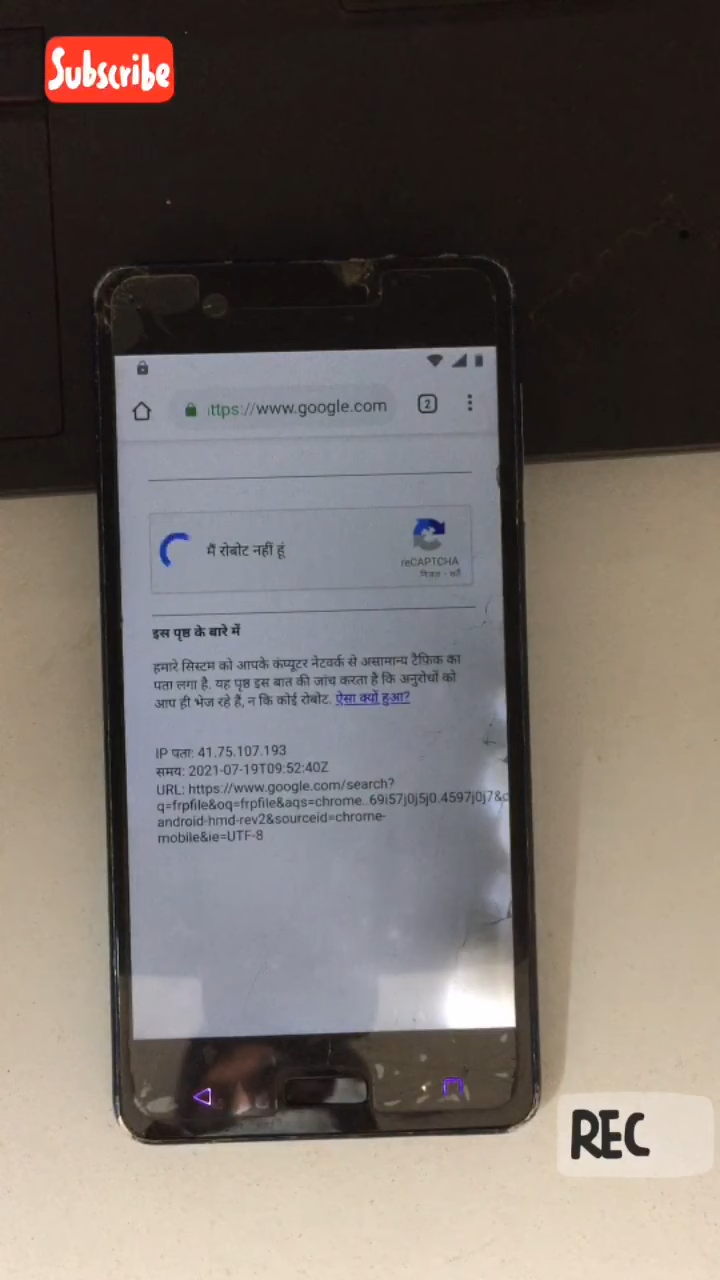 Subscribe
ttps://www.google.com
2
मैं रोबोट नहीं हूं
reCAPTCHA
इस पृष्ठ के बारे में
हमारे सिस्टम को आपके कंप्यूटर नेटवर्क से असामान्य ट्रैफ़िक का
पता लगा है. यह पृष्ठ इस बात की जांच करता है कि अनुरोधों को
आप ही भेज रहे हैं, न कि कोई रोबोट. ऐसा क्यों हुआ?
IP पता: 41.75.107.193
समय: 2021-07-19T09:52:40Z
URL: https://www.google.com/search?
q=frpfile&oq=frpfile&aqs=chrome..69i57j0j5j0.4597j0j7&c
android-hmd-rev2&sourceid=chrome-
mobile&ie=UTF-8
REC